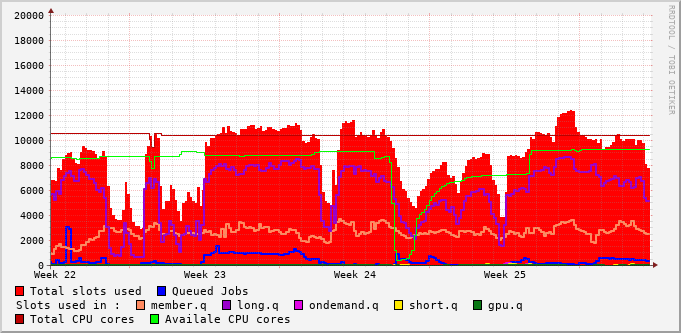 20000
18000
16000
14000
12000
10000
8000
6000
4000
2000
0
Week 22 Week 23 Week 24 Week 25
Total slots used Queued Jobs
Slots used in : member.q long.q ondemand.q short.q gpu.q
Total CPU cores Availale CPU cores
RRDTOOL / TOBI OETIKER